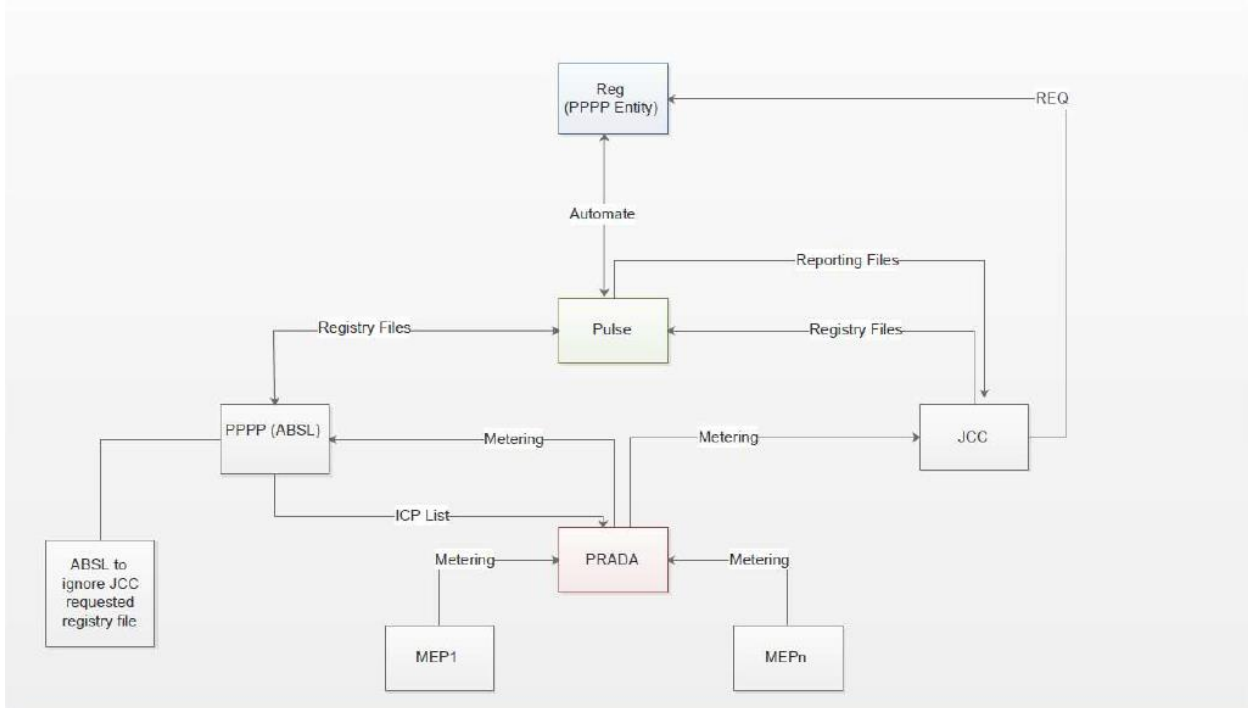 Reg
(PPPP Entity)
REQ
Automate
Reporting Files
Registry Files
Pulse
Registry Files
PPPP (ABSL)
Metering
Metering
JCC
ICP List
ABSL to
ignore JCC
requested
registry file
Metering
PRADA
Metering
MEP1
MEPn